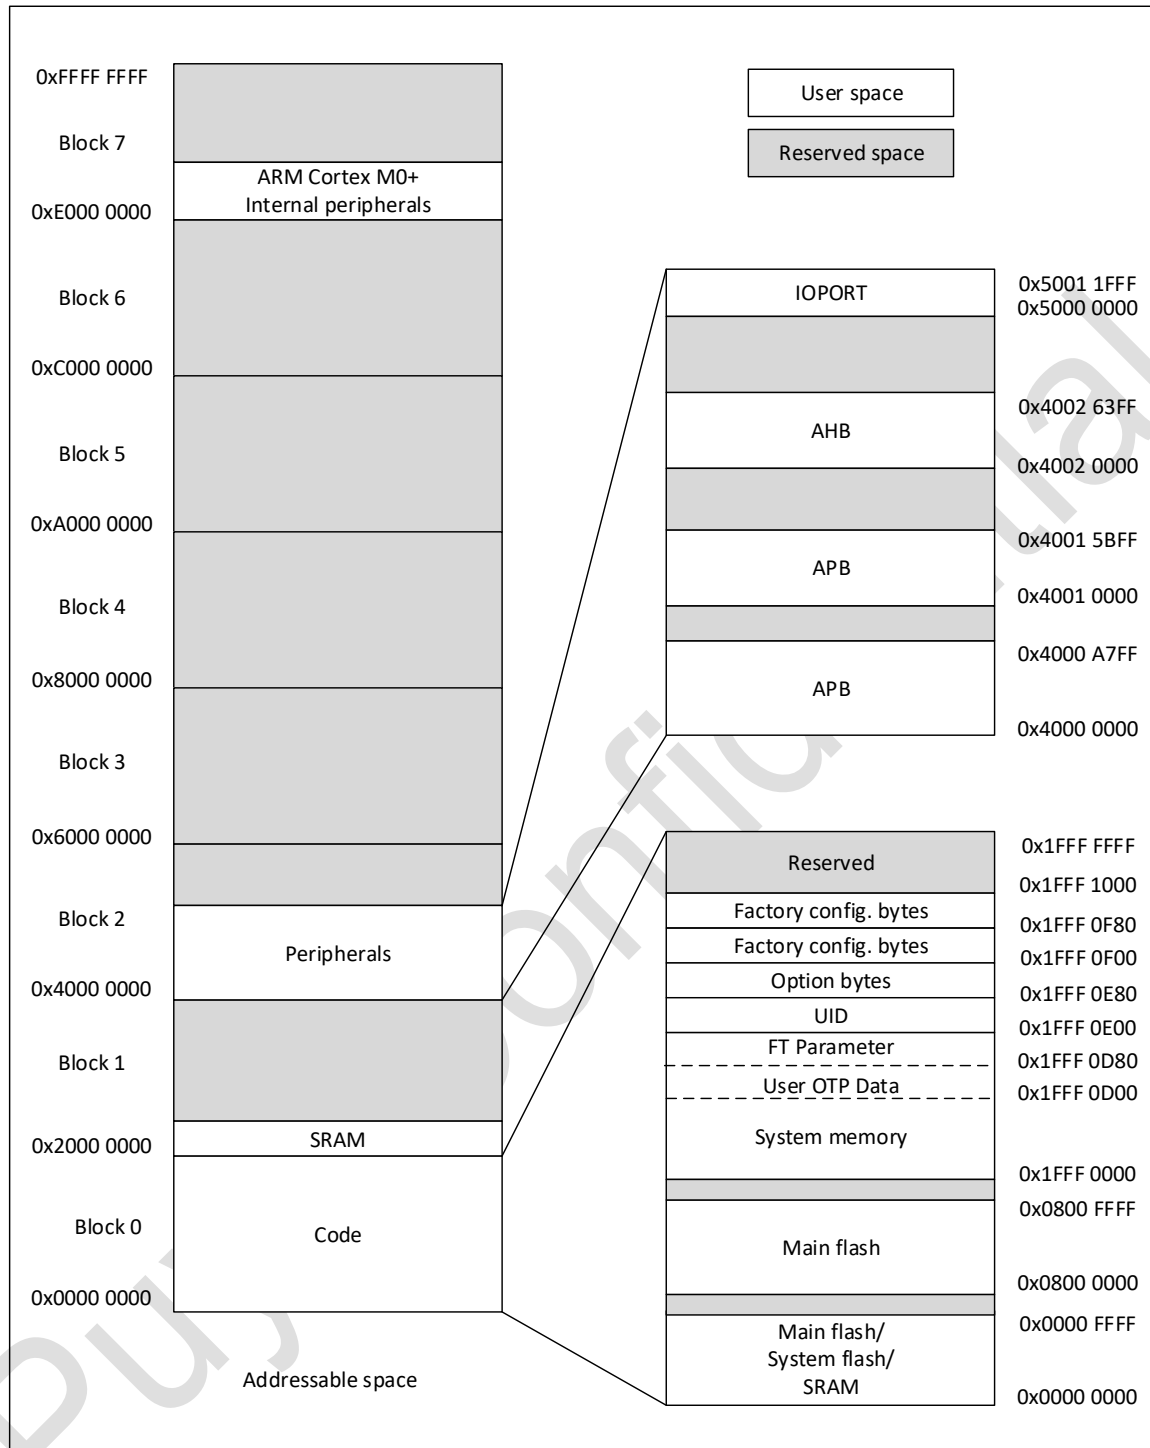 0xFFFF FFFF
Block 7
ARM Cortex M0+
Internal peripherals
0xE000 0000
Block 6
0xC000 0000
Block 5
0xA000 0000
Block 4
0x8000 0000
Block 3
0x6000 0000
Block 2
Peripherals
0x4000 0000
Block 1
SRAM
0x2000 0000
Block 0
Code
0x0000 0000
Addressable space
User space
Reserved space
IOPORT
0x5001 1FFF
0x5000 0000
0x4002 63FF
AHB
0x4002 0000
0x4001 5BFF
APB
0x4001 0000
0x4000 A7FF
APB
0x4000 0000
Reserved
0x1FFF FFFF
0x1FFF 1000
Factory config. bytes
0x1FFF 0F80
Factory config. bytes
0x1FFF 0F00
Option bytes
0x1FFF 0E80
UID
0x1FFF 0E00
FT Parameter
0x1FFF 0D80
User OTP Data
0x1FFF 0D00
System memory
0x1FFF 0000
0x0800 FFFF
Main flash
0x0800 0000
0x0000 FFFF
Main flash/
System flash/
SRAM
0x0000 0000